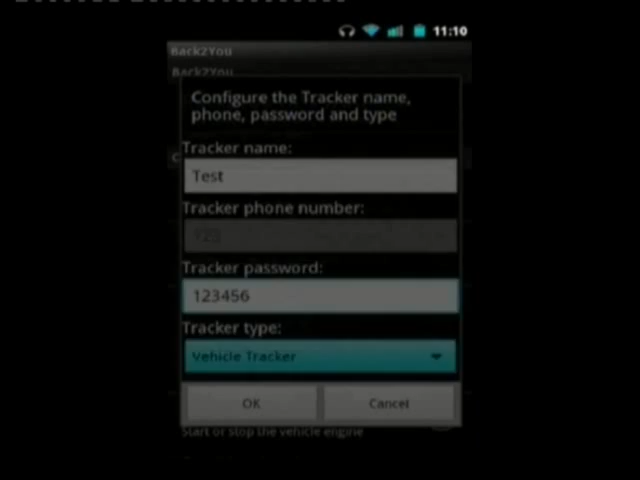 11:10
Back2You
Back2You
Configure the Tracker name,
phone, password and type
Tracker name:
Test
Tracker phone number:
Tracker password:
123456
Tracker type:
Vehicle Tracker
OK Cancel
Start or stop the vehicle engine